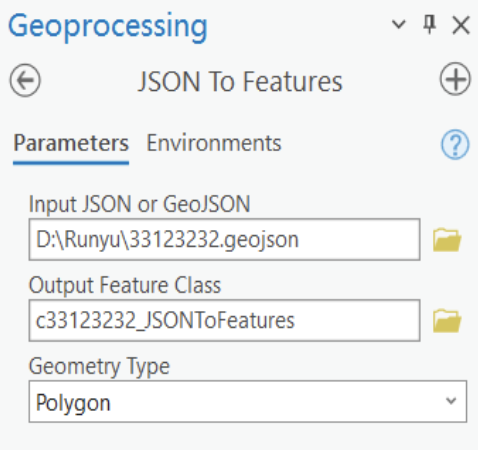 Geoprocessing
JSON To Features
Parameters Environments
Input JSON or GeoJSON
D:\Runyu\33123232.geojson
Output Feature Class
c33123232_JSONToFeatures
Geometry Type
Polygon